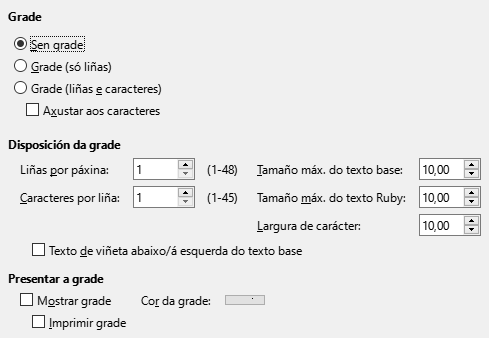 Grade
Sen grade
Grade (só liñas)
Grade (liñas e caracteres)
Axustar aos caracteres
Disposición da grade
Liñas por páxina: 1 (1-48) Tamaño máx. do texto base: 10,00
Caracteres por liña: 1 (1-45) Tamaño máx. do texto Ruby: 10,00
Largura de carácter: 10,00
Texto de viñeta abaixo/á esquerda do texto base
Presentar a grade
Mostrar grade Cor da grade:
Imprimir grade